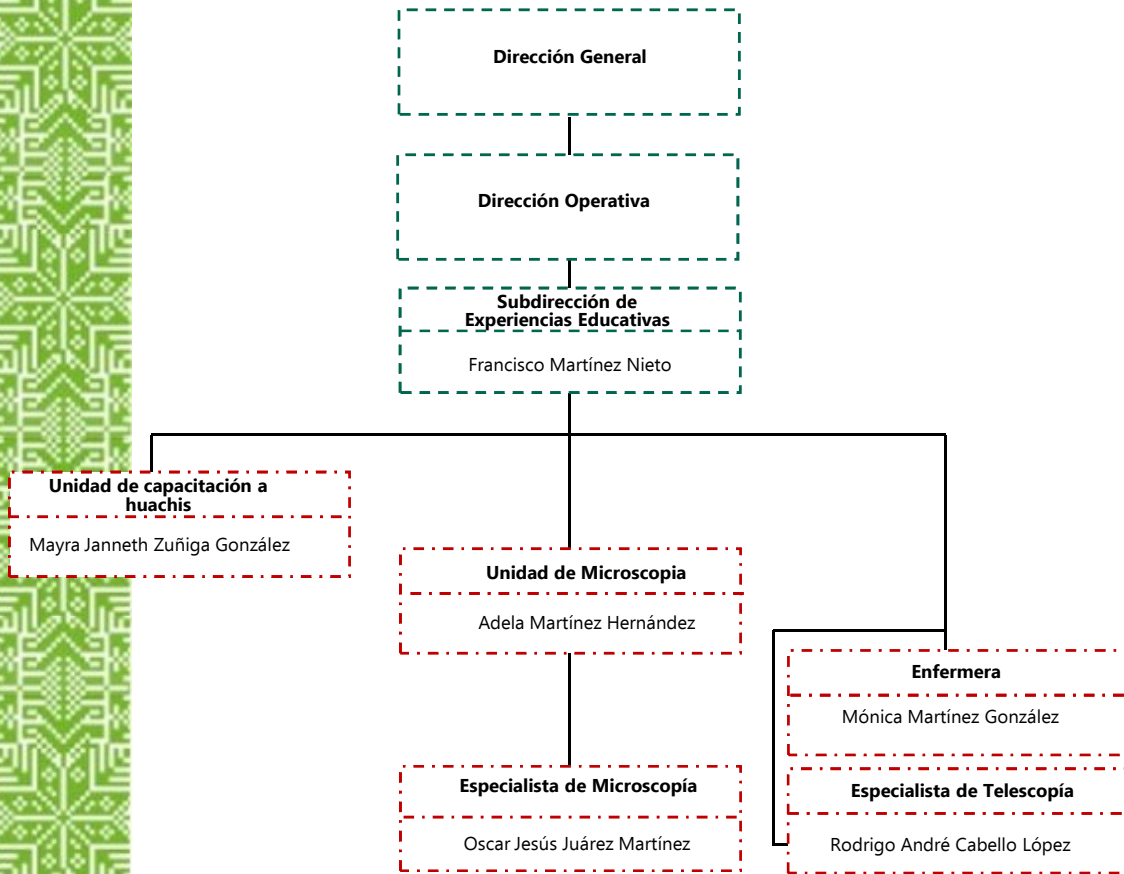 Dirección General
Dirección Operativa
Subdirección de
Experiencias Educativas
Francisco Martínez Nieto
Unidad de capacitación a
huachis
Mayra Janneth Zuñiga González
Unidad de Microscopia
Adela Martínez Hernández
Enfermera
Mónica Martínez González
Especialista de Microscopía
Oscar Jesús Juárez Martínez
Especialista de Telescopía
Rodrigo André Cabello López